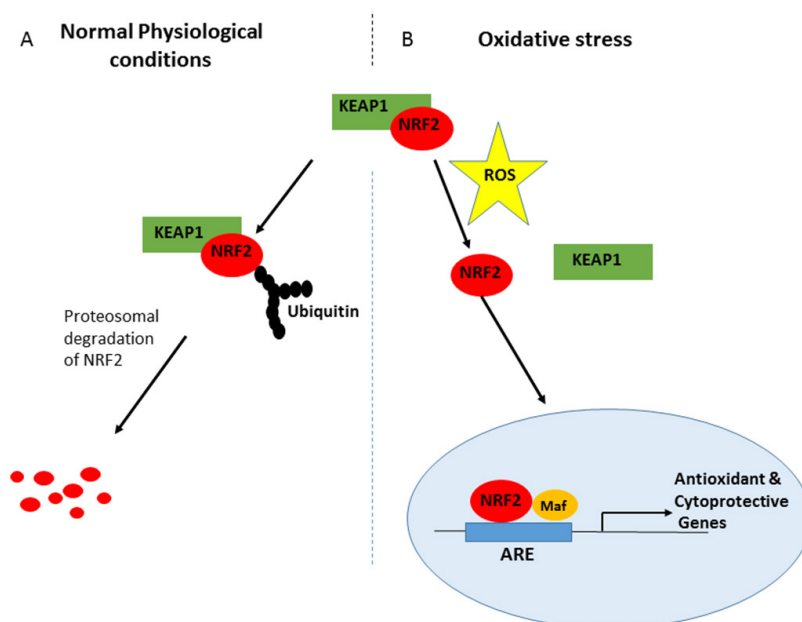 A
Normal Physiological
conditions
B
Oxidative stress
KEAP1
NRF2
ROS
KEAP1
NRF2
Ubiquitin
Proteosomal
degradation
of NRF2
NRF2
KEAP1
NRF2
Maf
ARE
Antioxidant &
Cytoprotective
Genes